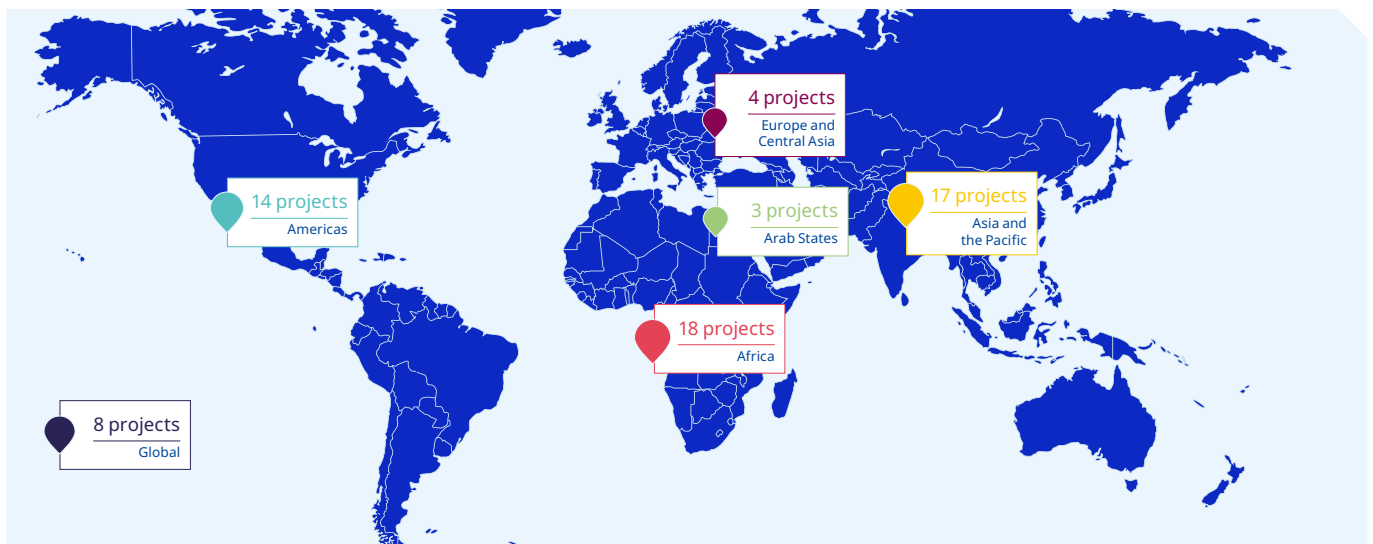 4 projects
Europe and
Central Asia
14 projects
Americas
3 projects
Arab States
17 projects
Asia and
the Pacific
18 projects
Africa
8 projects
Global